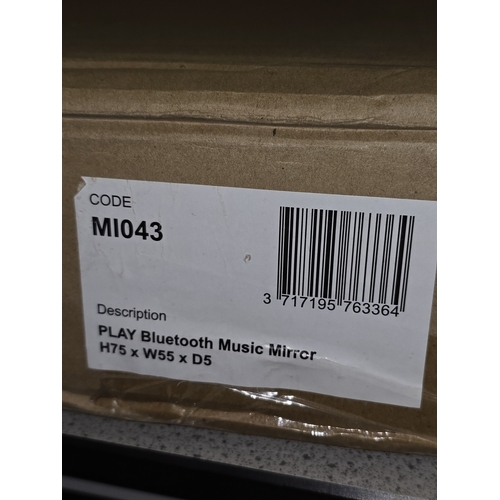 CODE
MI043
3 717195 763364
Description
PLAY Bluetooth Music Mirror
H75 x W55 x D5